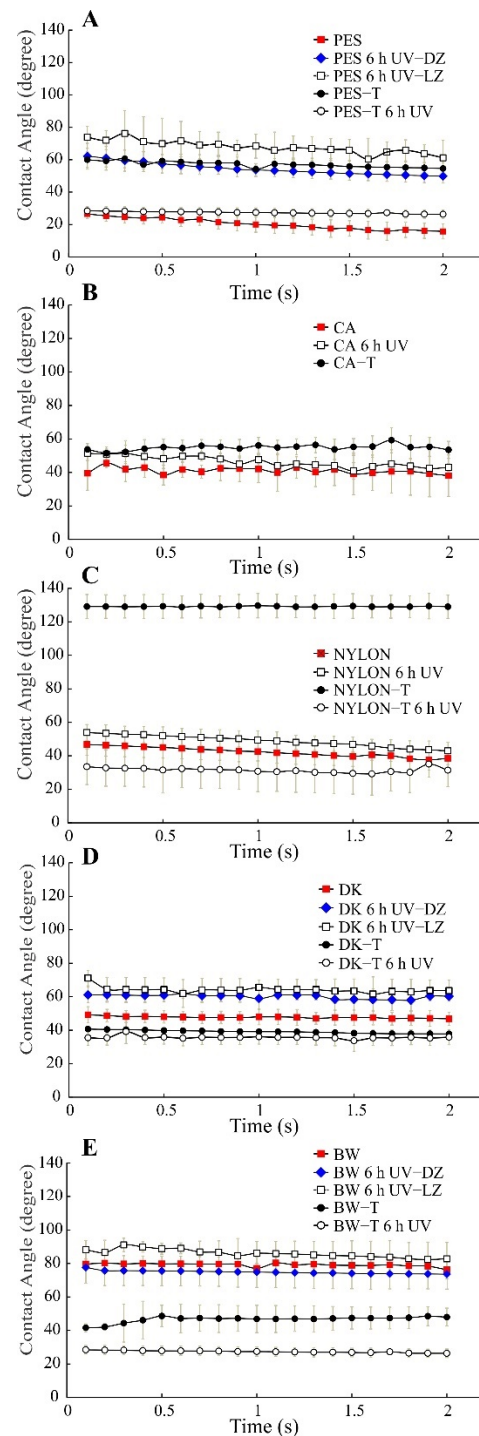 A
Contact Angle (degree)
140
120
100
80
60
40
20
0
PES
PES 6 h UV−DZ
PES 6 h UV−LZ
PES−T
PES−T 6 h UV
0
0.5
1
1.5
2
Time (s)
B
Contact Angle (degree)
140
120
100
80
60
40
20
0
CA
CA 6 h UV
CA−T
0.5
1
1.5
2
Time (s)
C
Contact Angle (degree)
140
120
100
80
60
40
20
0
NYLON
NYLON 6 h UV
NYLON−T
NYLON−T 6 h UV
0.5
1
1.5
2
Time (s)
D
Contact Angle (degree)
140
120
100
80
60
40
20
0
DK
DK 6 h UV−DZ
DK 6 h UV−LZ
DK−T
DK−T 6 h UV
0.5
1
1.5
2
Time (s)
E
Contact Angle (degree)
140
120
100
80
60
40
20
0
BW
BW 6 h UV−DZ
BW 6 h UV−LZ
BW−T
BW−T 6 h UV
0
0.5
1
1.5
2
Time (s)